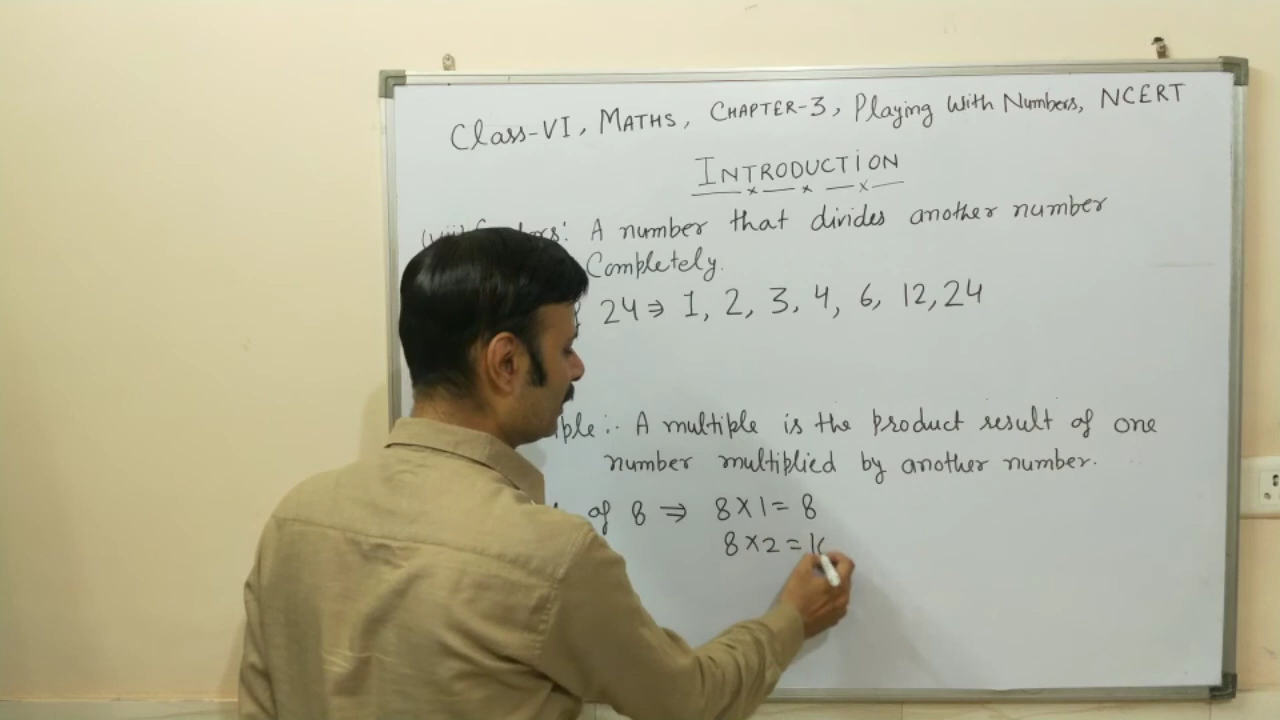 Class-VI, MATHS, CHAPTER-3, Playing With Numbers, NCERT
INTRODUCTION
A number that divides another number
Completely.
24 ⇒ 1, 2, 3, 4, 6, 12, 24
A multiple is the product result of one
number multiplied by another number.
of 8 ⇒ 8×1=8
8×2=